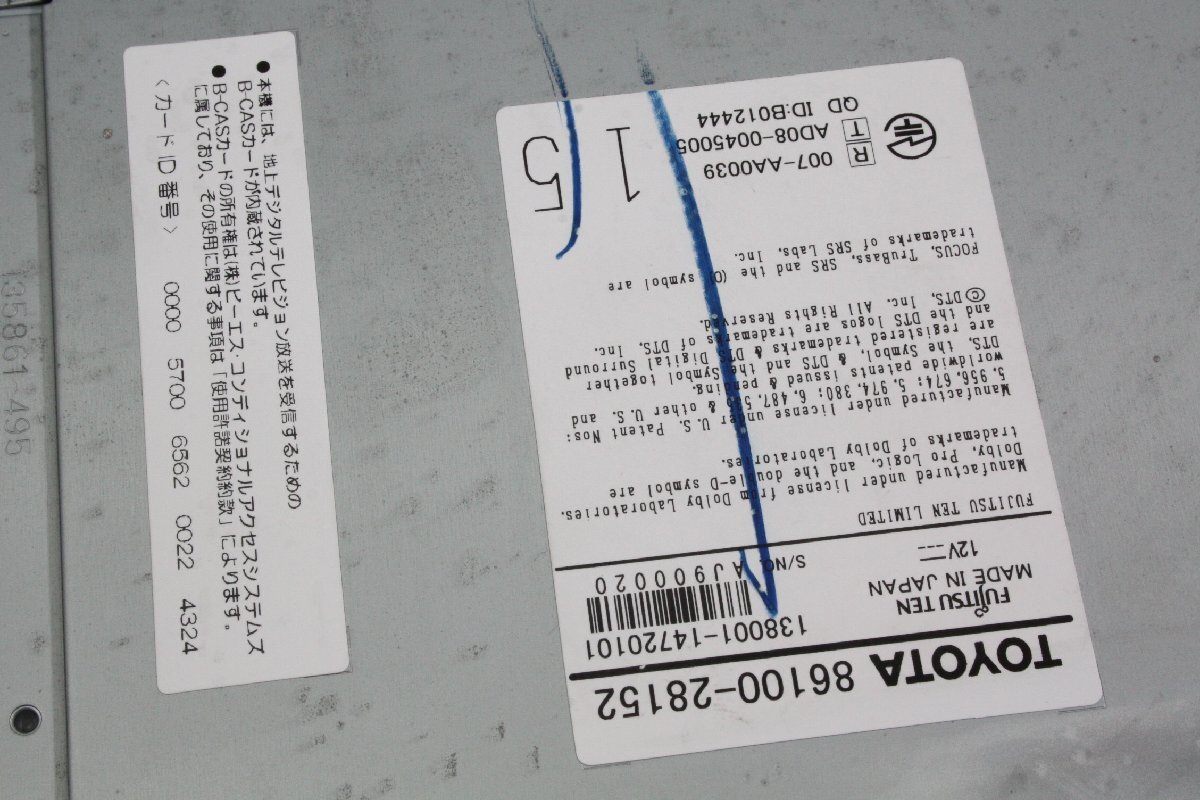 ● 本機には、地上デジタルテレビジョン放送を受信するための
B-CASカードが内蔵されています。
● B-CASカードの所有権は(株)ビーエス・コンディショナルアクセスシステムズ
に属しており、その使用に関する事項は「使用許諾契約約款」によります。
〈カードID番号〉 0000 5700 6562 0022 4324
135861-495
TOYOTA 86100-28152
138001-14720101
FUJITSU TEN
MADE IN JAPAN
12V
S/NO. AJ900020
FUJITSU TEN LIMITED
Manufactured under license from Dolby Laboratories.
Dolby, Pro Logic, and the double-D symbol are
trademarks of Dolby Laboratories.
Manufactured under license under U.S. Patent Nos:
5,956,674; 5,974,380; & other U.S. and
worldwide patents issued & pending.
DTS, the Symbol, & DTS and the Symbol together
are registered trademarks & DTS Digital Surround
and the DTS logos are trademarks of DTS, Inc.
© DTS, Inc. All Rights Reserved.
FOCUS, TruBass, SRS and the (O) symbol are
trademarks of SRS Labs, Inc.
R 007-AA0039
T AD08-0045005
QD ID:B012444
1 5